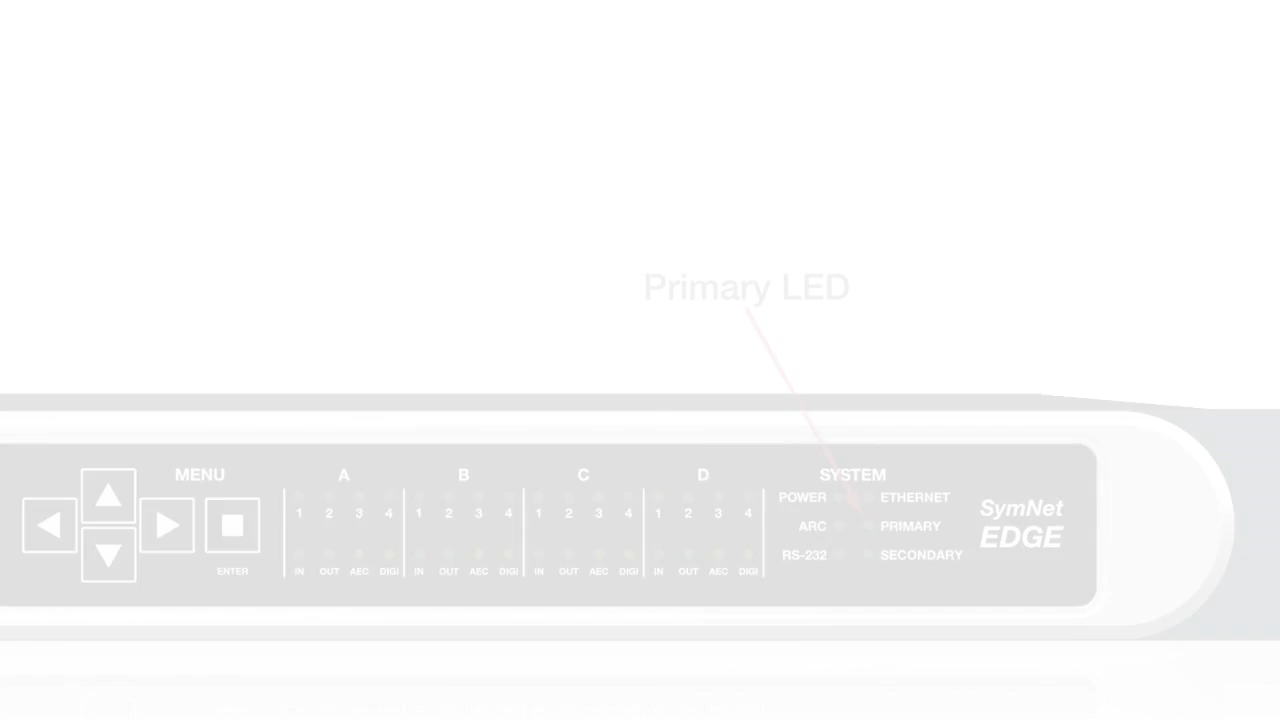 Primary LED
MENU
ENTER
A
1 2 3 4
IN OUT AEC DIGI
B
1 2 3 4
IN OUT AEC DIGI
C
1 2 3 4
IN OUT AEC DIGI
D
1 2 3 4
IN OUT AEC DIGI
SYSTEM
POWER ETHERNET
ARC PRIMARY
RS-232 SECONDARY
SymNet
EDGE